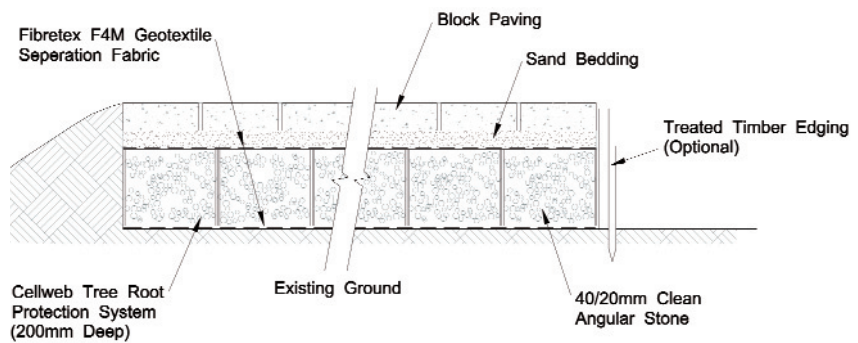 Block Paving
Fibretex F4M Geotextile
Seperation Fabric
Sand Bedding
Treated Timber Edging
(Optional)
Cellweb Tree Root
Protection System
(200mm Deep)
Existing Ground
40/20mm Clean
Angular Stone